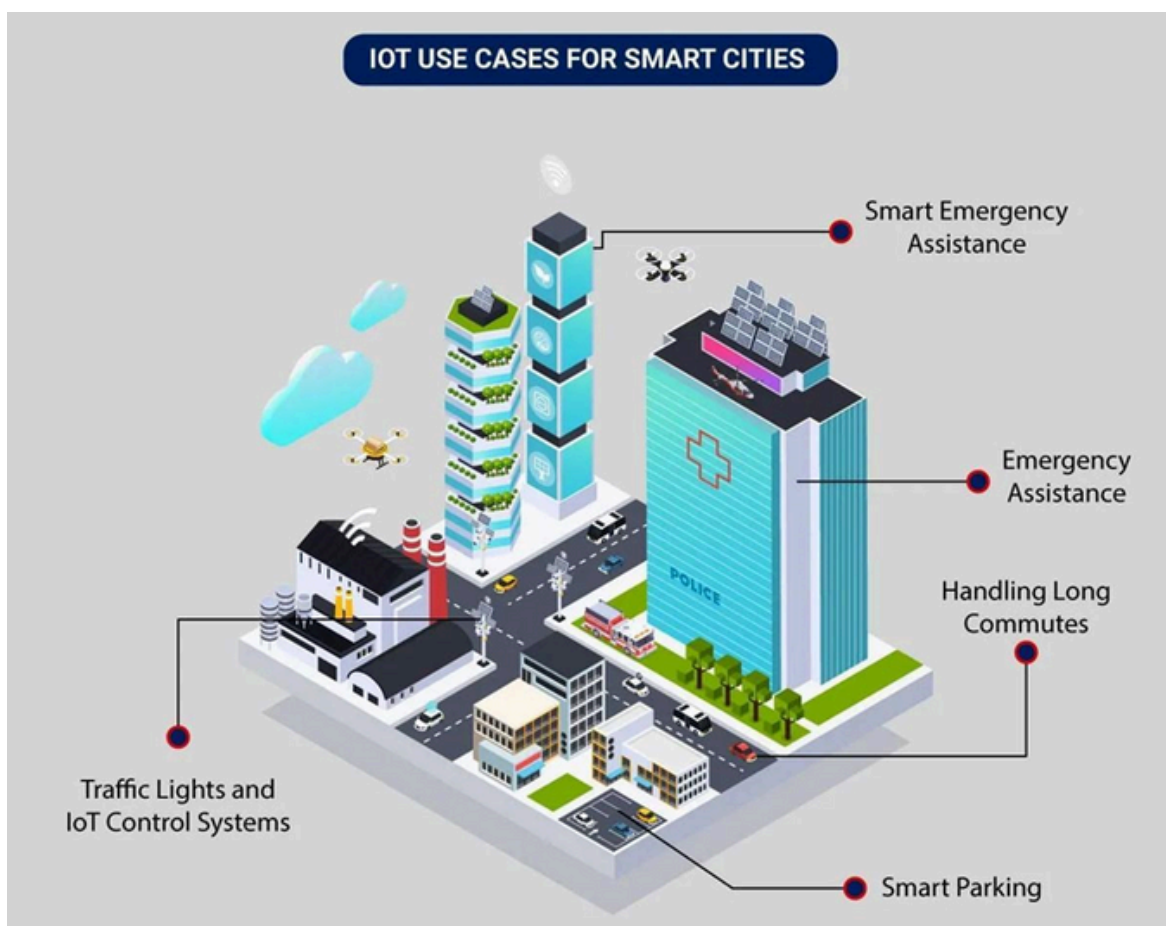 IOT USE CASES FOR SMART CITIES
Smart Emergency
Assistance
Emergency
Assistance
POLICE
Handling Long
Commutes
Traffic Lights and
IoT Control Systems
Smart Parking